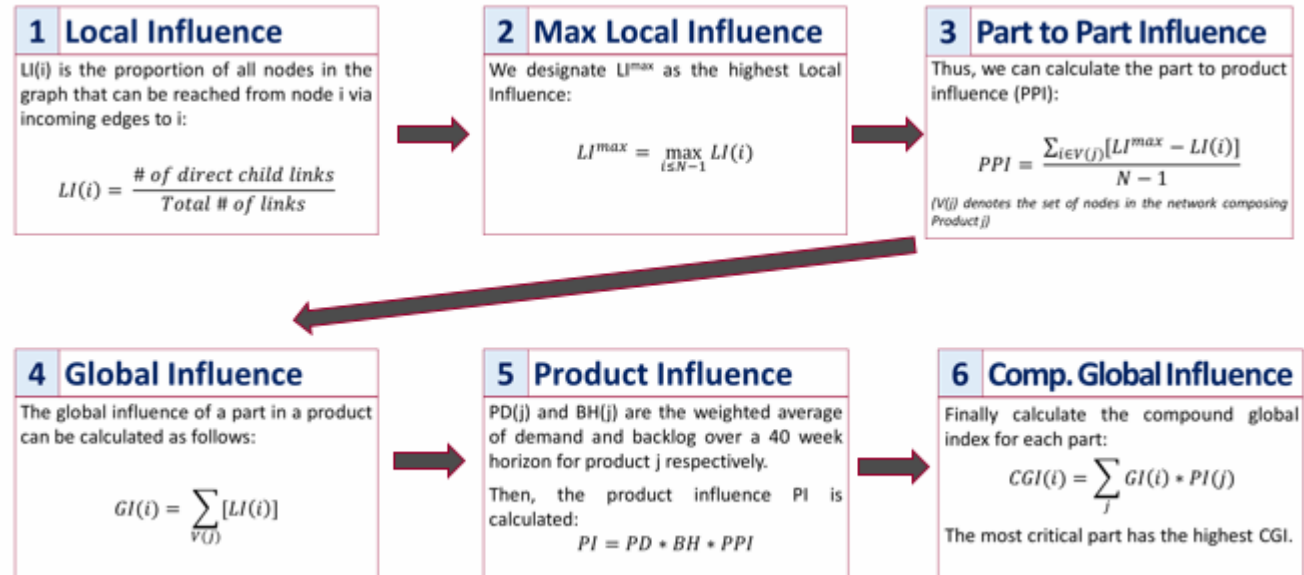 1 Local Influence
LI(i) is the proportion of all nodes in the
graph that can be reached from node i via
incoming edges to i:
LI(i) = # of direct child links / Total # of links
2 Max Local Influence
We designate LI^max as the highest Local
Influence:
LI^max = max_{i≤N−1} LI(i)
3 Part to Part Influence
Thus, we can calculate the part to product
influence (PPI):
PPI = ∑_{i∈V(j)}[LI^max − LI(i)] / N − 1
(V(j) denotes the set of nodes in the network composing
Product j)
4 Global Influence
The global influence of a part in a product
can be calculated as follows:
GI(i) = ∑_{V(j)}[LI(i)]
5 Product Influence
PD(j) and BH(j) are the weighted average
of demand and backlog over a 40 week
horizon for product j respectively.
Then, the product influence PI is
calculated:
PI = PD * BH * PPI
6 Comp. Global Influence
Finally calculate the compound global
index for each part:
CGI(i) = ∑_j GI(i) * PI(j)
The most critical part has the highest CGI.